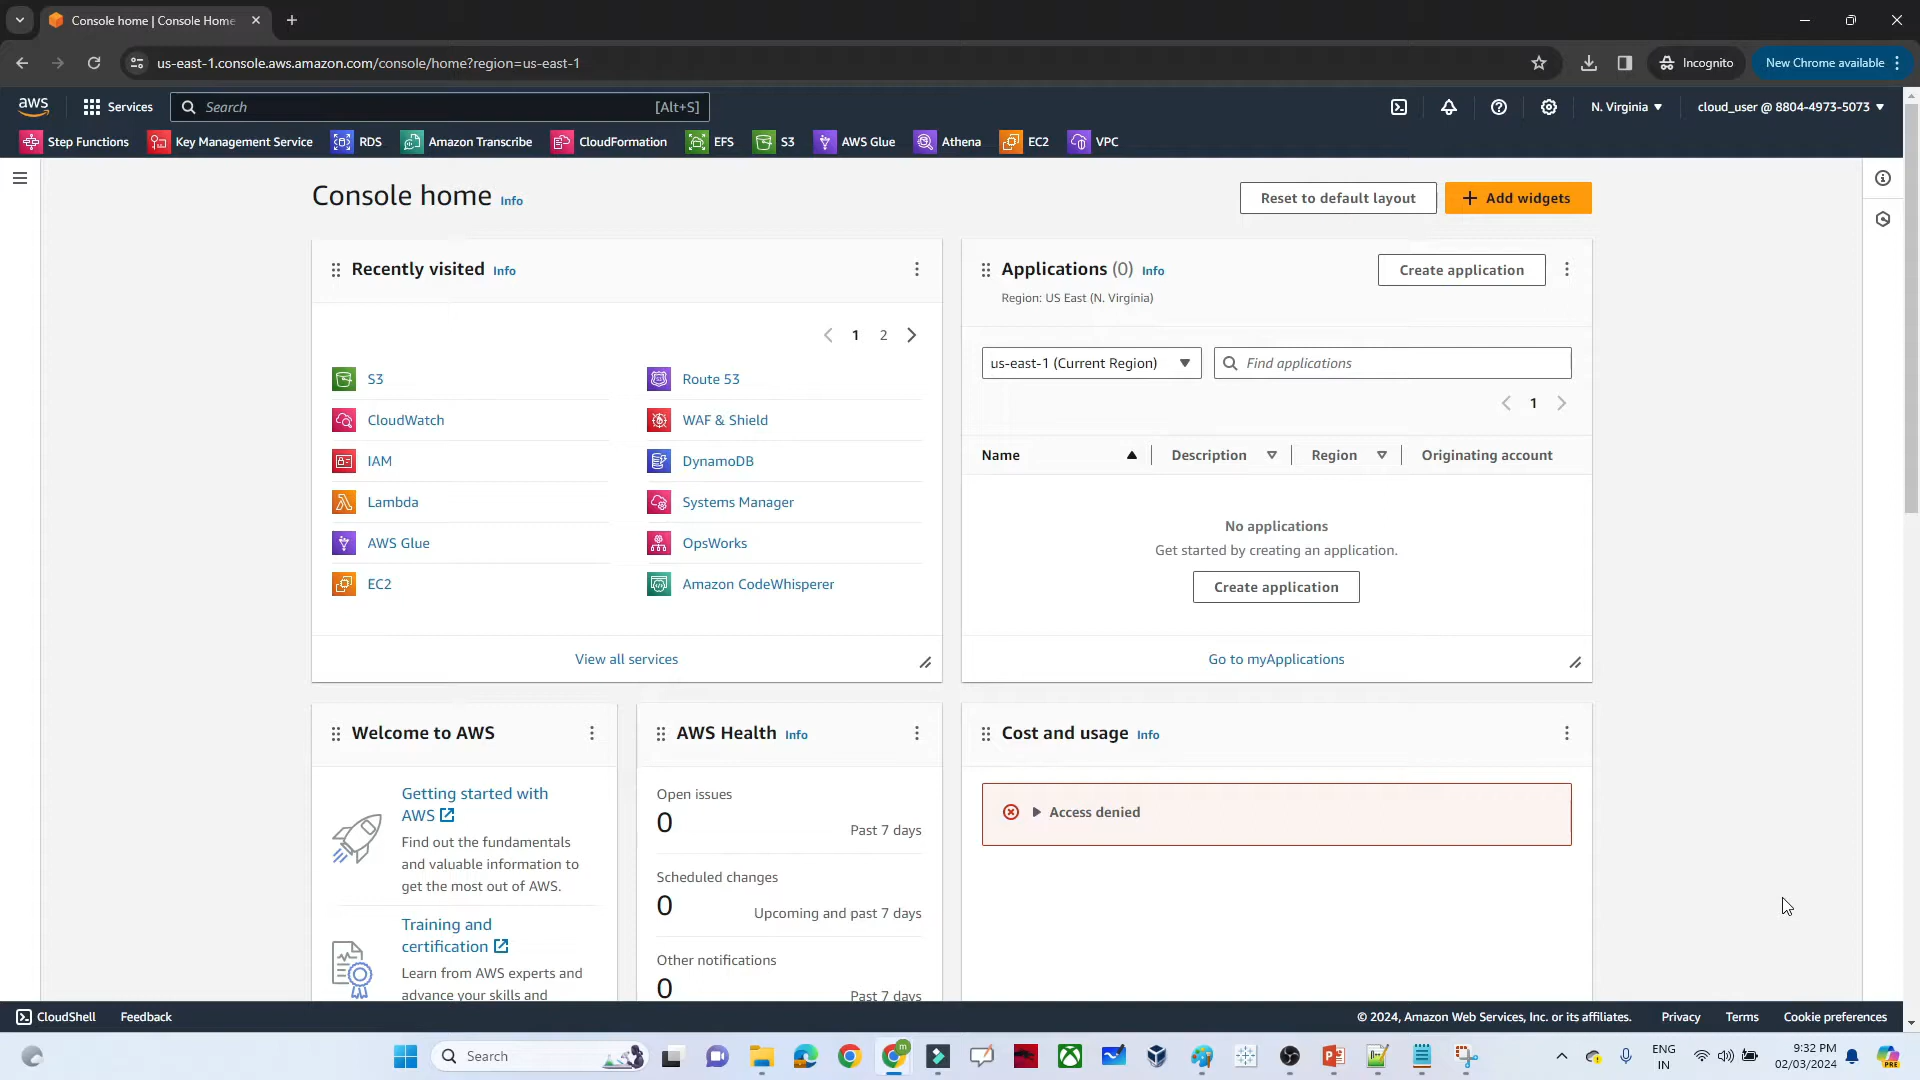 Console home | Console Home
us-east-1.console.aws.amazon.com/console/home?region=us-east-1
Incognito
New Chrome available
aws
Services
Search
[Alt+S]
N. Virginia
cloud_user @ 8804-4973-5073
Step Functions
Key Management Service
RDS
Amazon Transcribe
CloudFormation
EFS
S3
AWS Glue
Athena
EC2
VPC
Console home Info
Reset to default layout
Add widgets
Recently visited Info
1 2
S3
Route 53
CloudWatch
WAF & Shield
IAM
DynamoDB
Lambda
Systems Manager
AWS Glue
OpsWorks
EC2
Amazon CodeWhisperer
View all services
Applications (0) Info
Create application
Region: US East (N. Virginia)
us-east-1 (Current Region)
Find applications
1
Name
Description
Region
Originating account
No applications
Get started by creating an application.
Create application
Go to myApplications
Welcome to AWS
Getting started with
AWS
Find out the fundamentals
and valuable information to
get the most out of AWS.
Training and
certification
Learn from AWS experts and
advance your skills and
AWS Health Info
Open issues
0
Past 7 days
Scheduled changes
0
Upcoming and past 7 days
Other notifications
0
Past 7 days
Cost and usage Info
Access denied
CloudShell
Feedback
© 2024, Amazon Web Services, Inc. or its affiliates.
Privacy
Terms
Cookie preferences
Search
m
ENG
IN
9:32 PM
02/03/2024
PRE